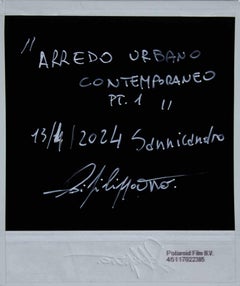 " ARREDO URBANO
CONTEMPORANEO
PT. 1 "
13/4/2024 Sannicandro
Polaroid Film B.V.